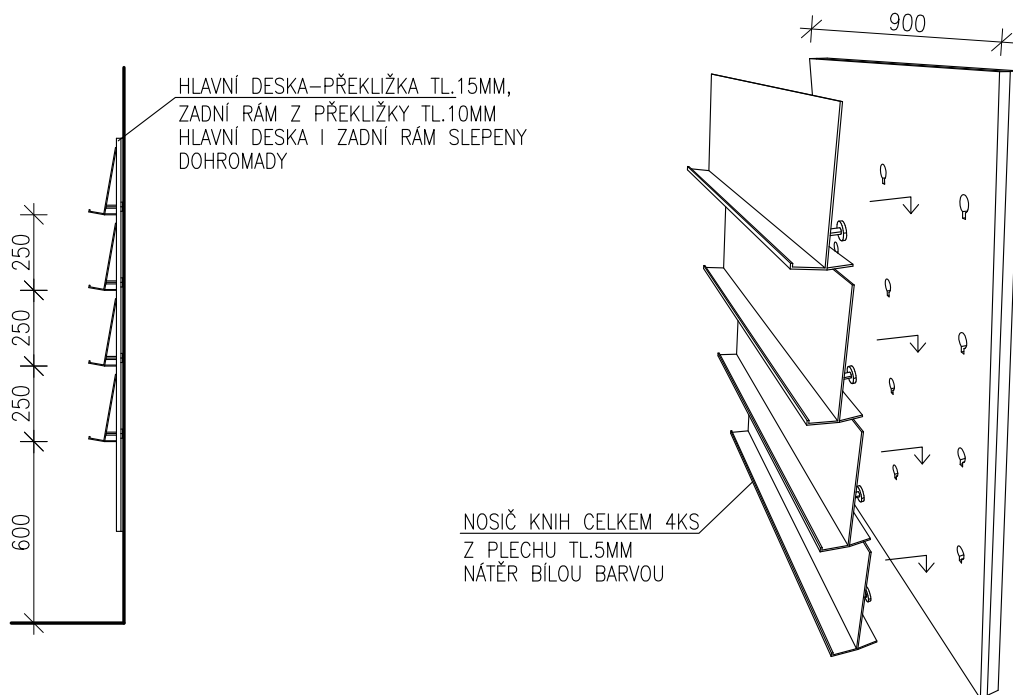 900
HLAVNÍ DESKA-PŘEKLIŽKA TL.15MM,
ZADNÍ RÁM Z PŘEKLIŽKY TL.10MM
HLAVNÍ DESKA I ZADNÍ RÁM SLEPENY
DOHROMADY
250
250
250
600
NOSIČ KNIH CELKEM 4KS
Z PLECHU TL.5MM
NÁTĚR BÍLOU BARVOU